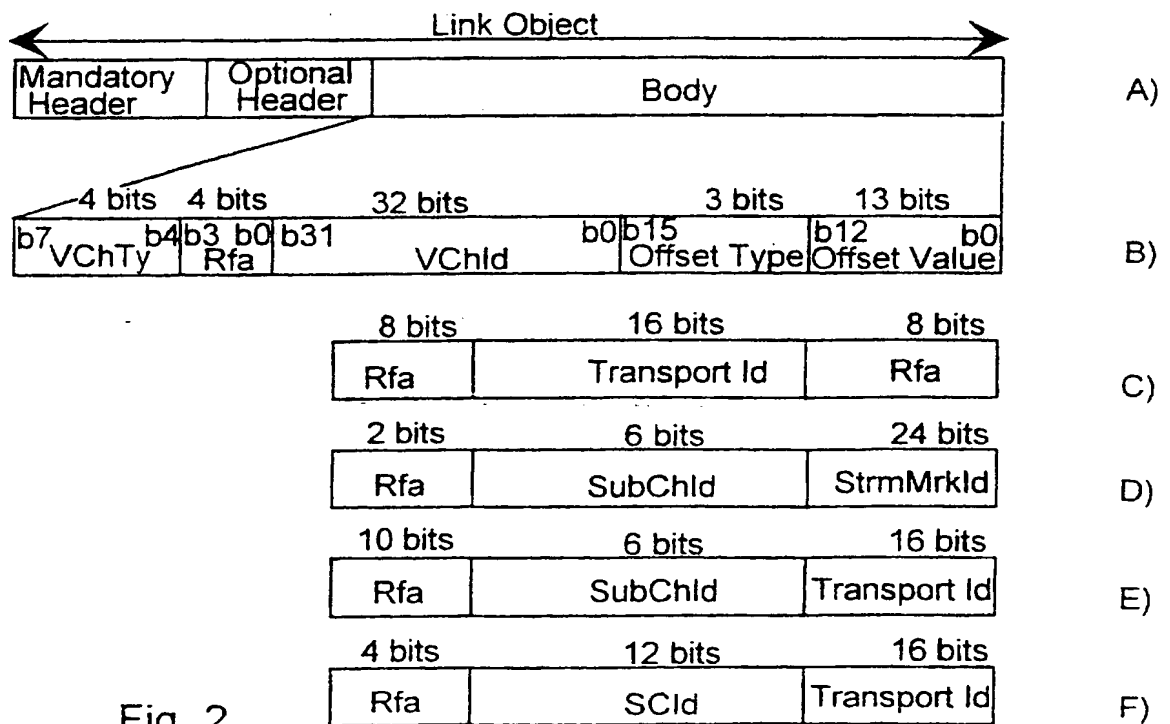 Link Object
Mandatory Header Optional Header Body A)
4 bits 4 bits 32 bits 3 bits 13 bits
b7 VChTy b4 b3 Rfa b0 b31 VChId b0 b15 Offset Type b12 Offset Value b0 B)
8 bits 16 bits 8 bits
Rfa Transport Id Rfa C)
2 bits 6 bits 24 bits
Rfa SubChId StrmMrkId D)
10 bits 6 bits 16 bits
Rfa SubChId Transport Id E)
4 bits 12 bits 16 bits
Rfa SCId Transport Id F)
Fig. 2